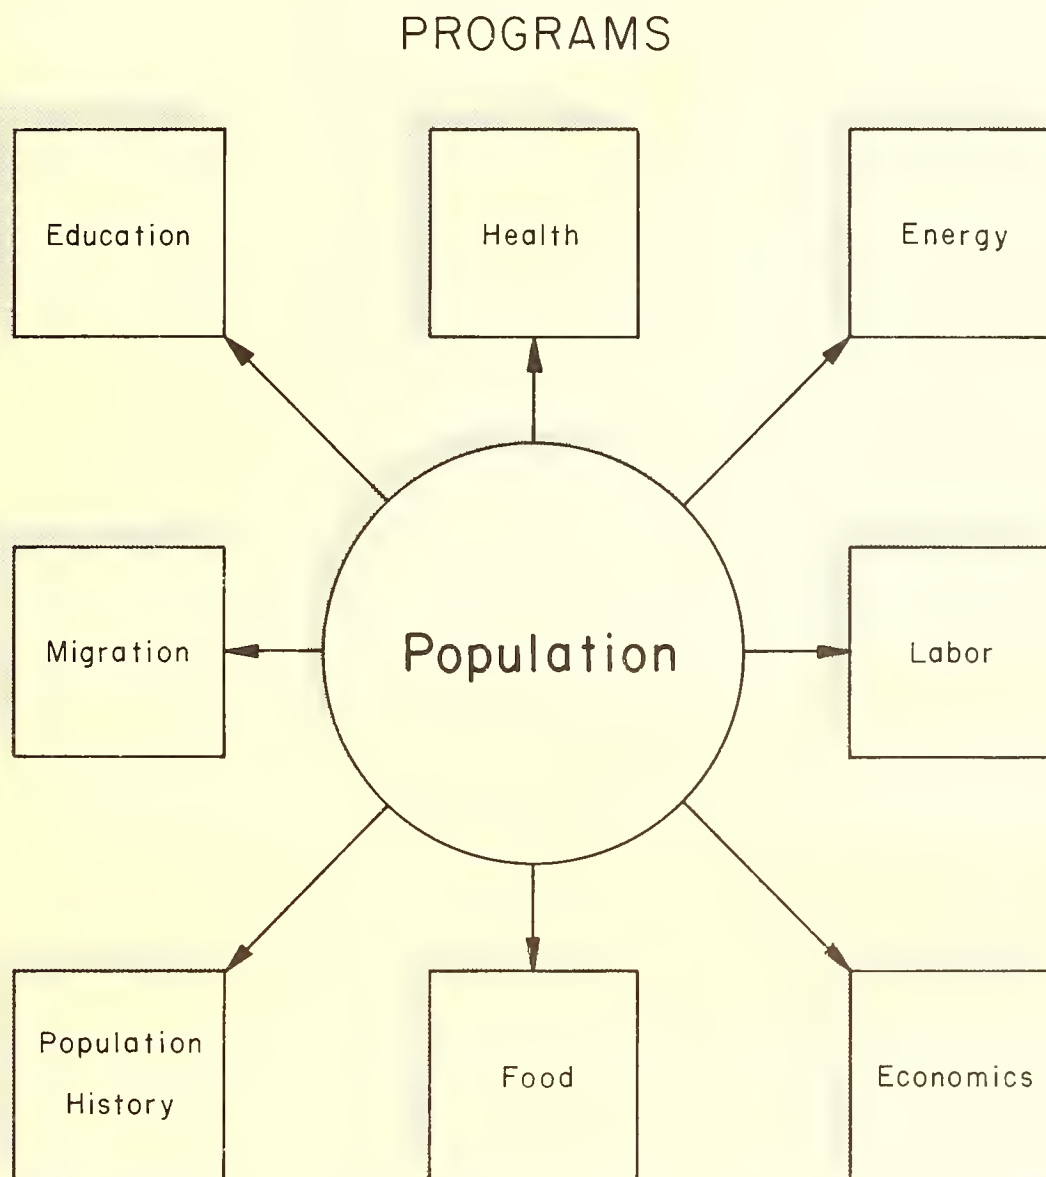 PROGRAMS
Education
Health
Energy
Migration
Population
Labor
Population
History
Food
Economics